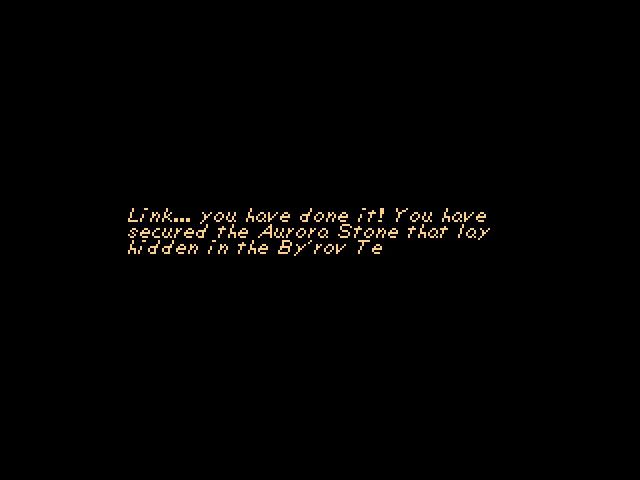 Link... you have done it! You have
secured the Aurora Stone that lay
hidden in the By'rov Te